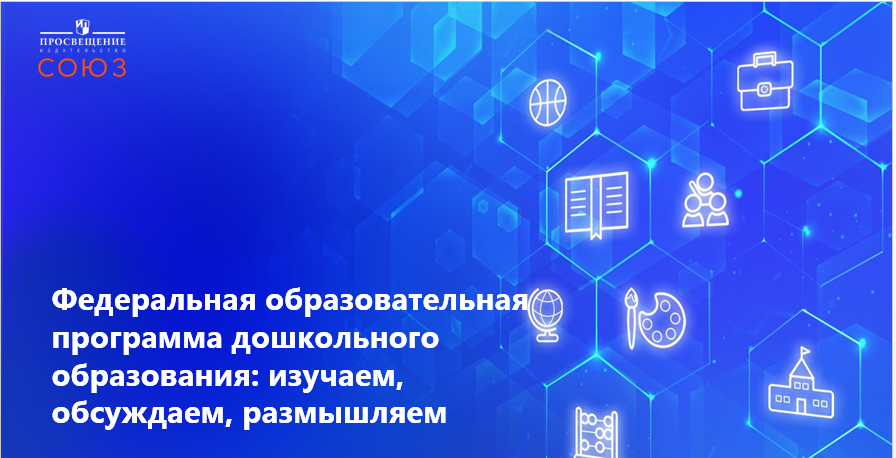 ПРОСВЕЩЕНИЕ
ИЗДАТЕЛЬСТВО
СОЮЗ
Федеральная образовательная
программа дошкольного
образования: изучаем,
обсуждаем, размышляем